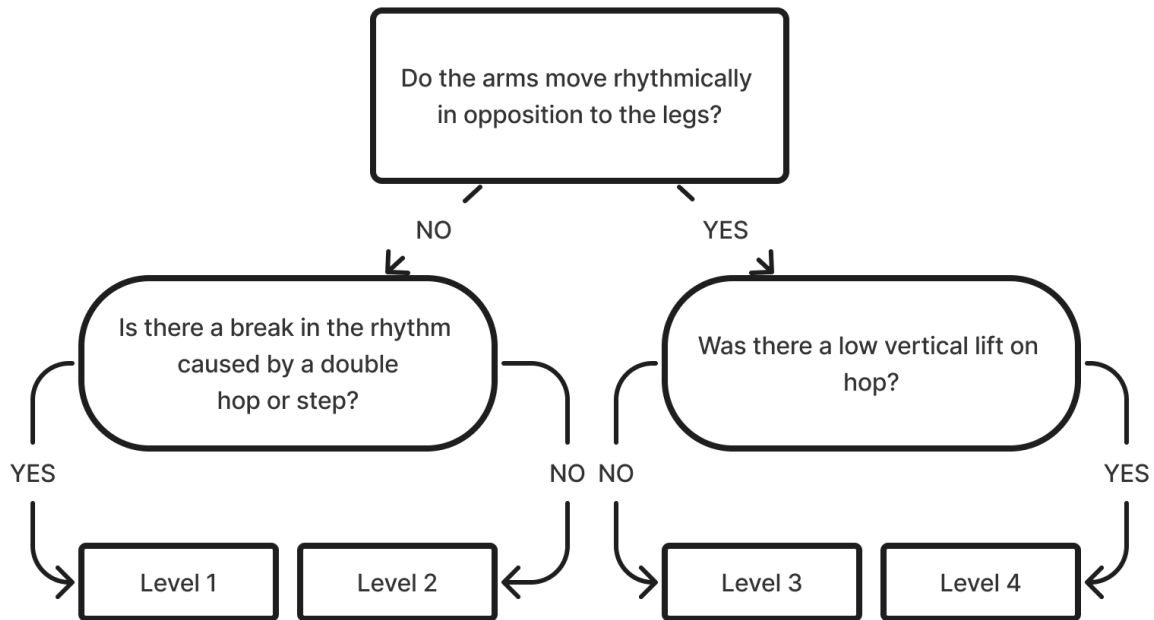 Do the arms move rhythmically
in opposition to the legs?
NO
YES
Is there a break in the rhythm
caused by a double
hop or step?
Was there a low vertical lift on
hop?
YES
NO
NO
YES
Level 1
Level 2
Level 3
Level 4